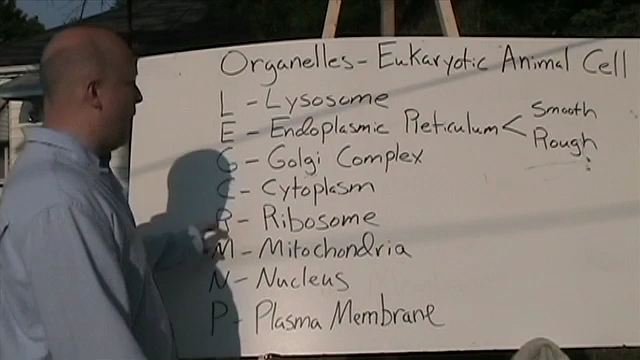 Organelles- Eukaryotic Animal Cell
L - Lysosome
E - Endoplasmic Reticulum < Smooth
Rough
G - Golgi Complex
C - Cytoplasm
R - Ribosome
M - Mitochondria
N - Nucleus
P - Plasma Membrane